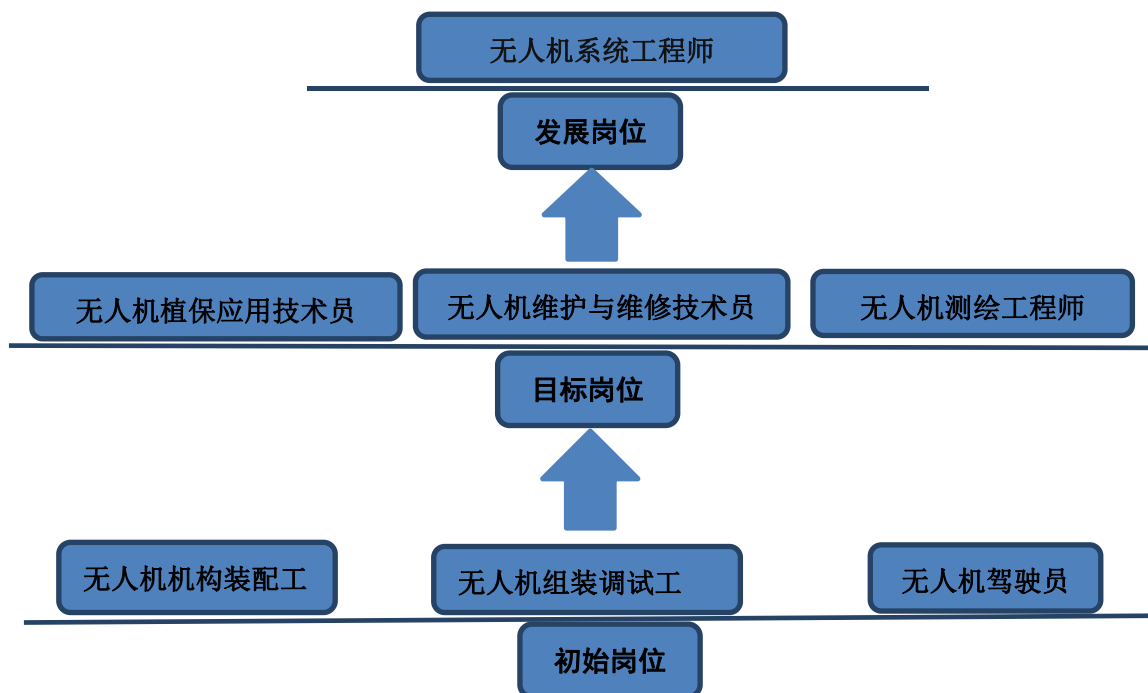 无人机系统工程师
发展岗位
无人机植保应用技术员
无人机维护与维修技术员
无人机测绘工程师
目标岗位
无人机机构装配工
无人机组装调试工
无人机驾驶员
初始岗位